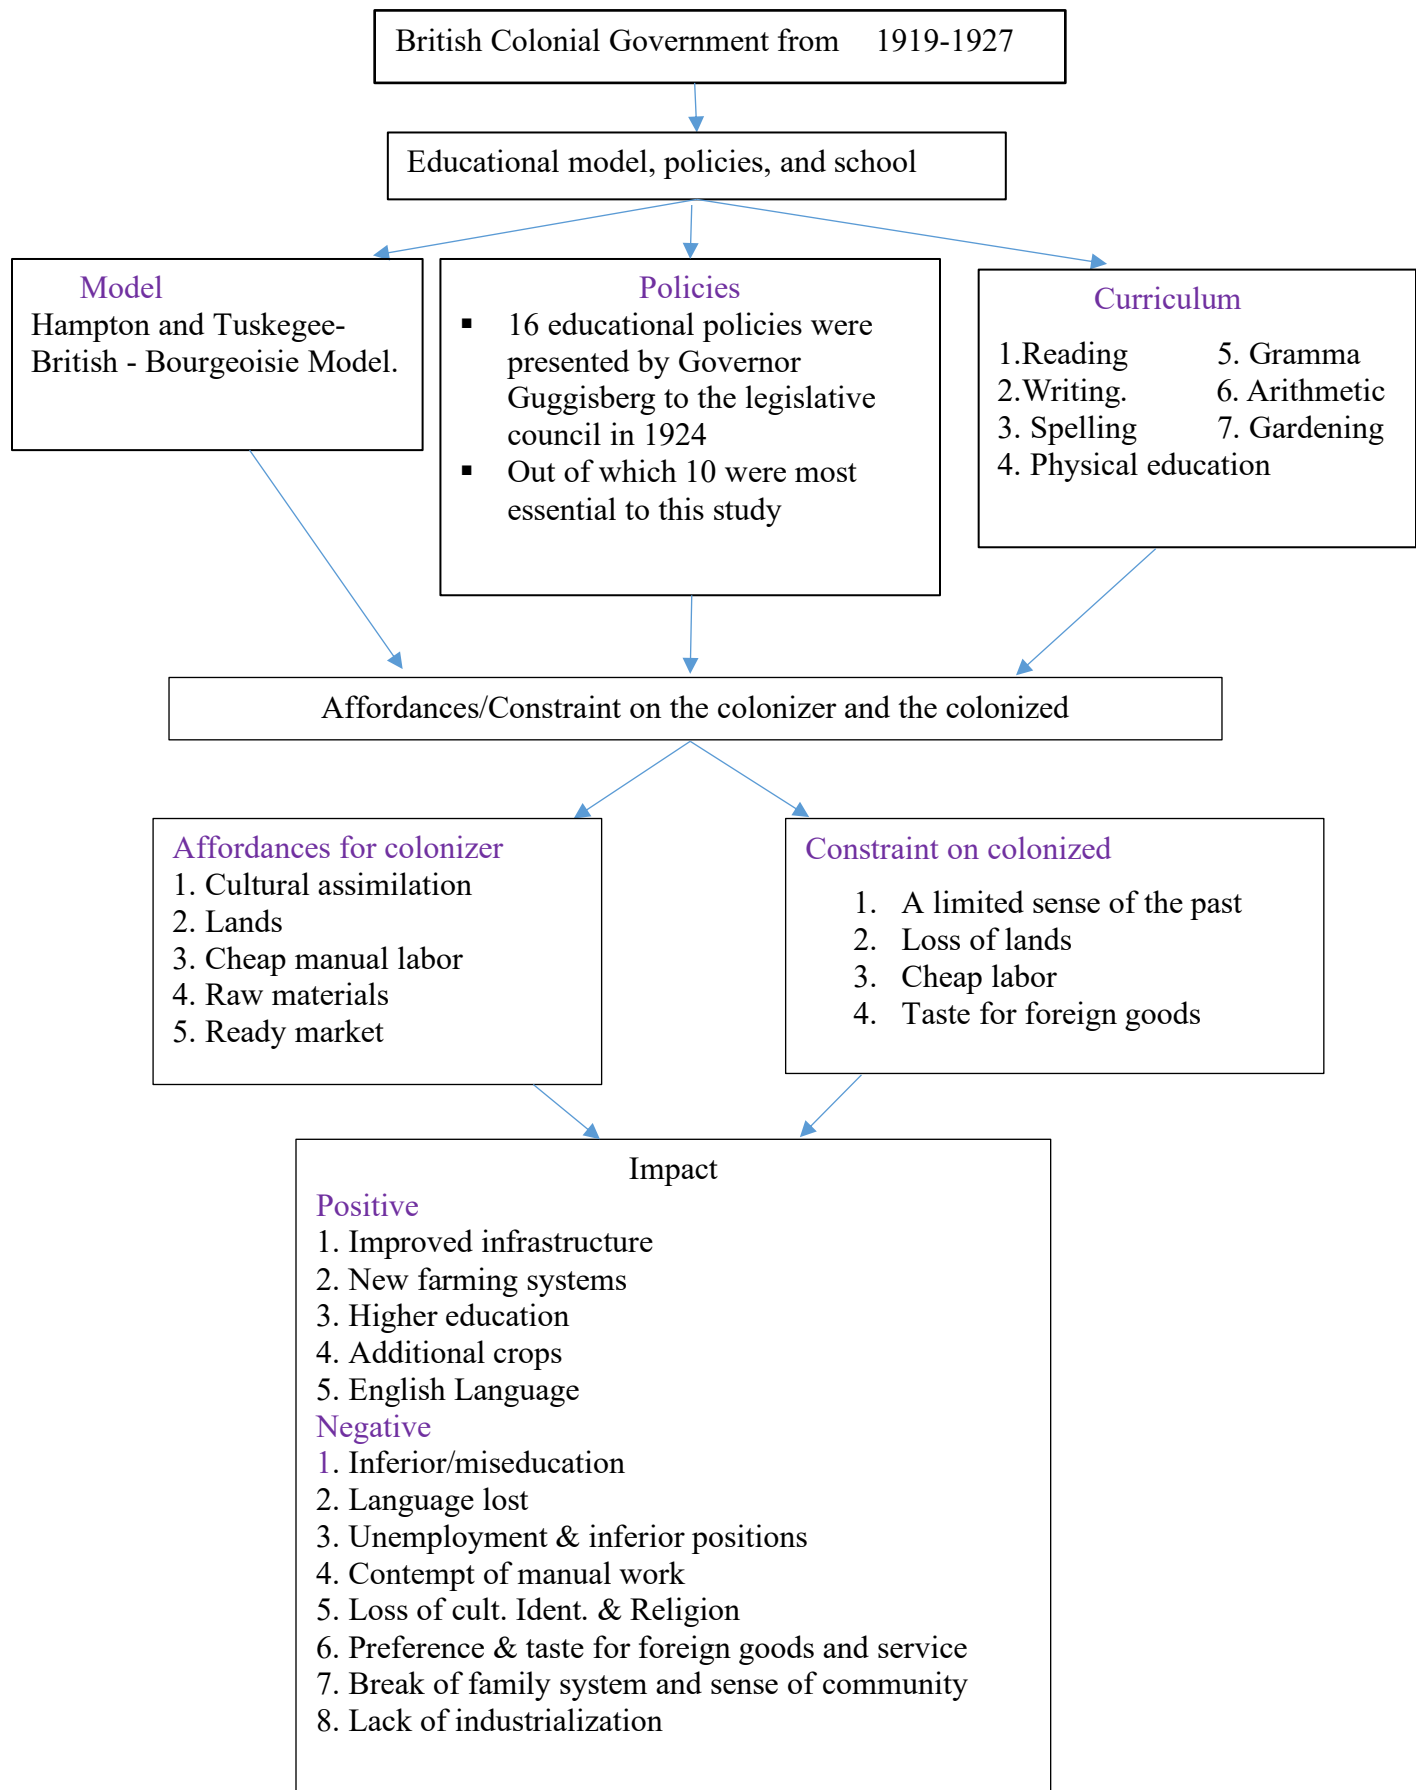 British Colonial Government from 1919-1927
Educational model, policies, and school
Model
Hampton and Tuskegee-
British - Bourgeoisie Model.
Policies
▪ 16 educational policies were
presented by Governor
Guggisberg to the legislative
council in 1924
▪ Out of which 10 were most
essential to this study
Curriculum
1.Reading 5. Gramma
2.Writing. 6. Arithmetic
3. Spelling 7. Gardening
4. Physical education
Affordances/Constraint on the colonizer and the colonized
Affordances for colonizer
1. Cultural assimilation
2. Lands
3. Cheap manual labor
4. Raw materials
5. Ready market
Constraint on colonized
1. A limited sense of the past
2. Loss of lands
3. Cheap labor
4. Taste for foreign goods
Impact
Positive
1. Improved infrastructure
2. New farming systems
3. Higher education
4. Additional crops
5. English Language
Negative
1. Inferior/miseducation
2. Language lost
3. Unemployment & inferior positions
4. Contempt of manual work
5. Loss of cult. Ident. & Religion
6. Preference & taste for foreign goods and service
7. Break of family system and sense of community
8. Lack of industrialization